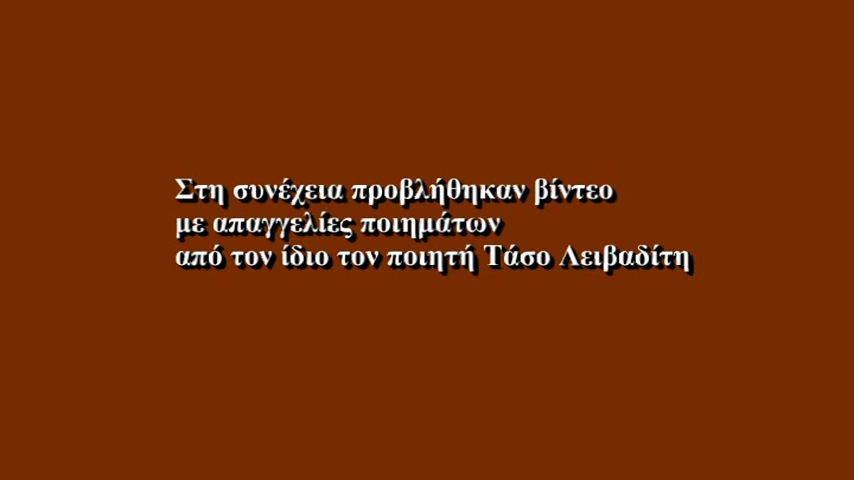 Στη συνέχεια προβλήθηκαν βίντεο
με απαγγελίες ποιημάτων
από τον ίδιο τον ποιητή Τάσο Λειβαδίτη